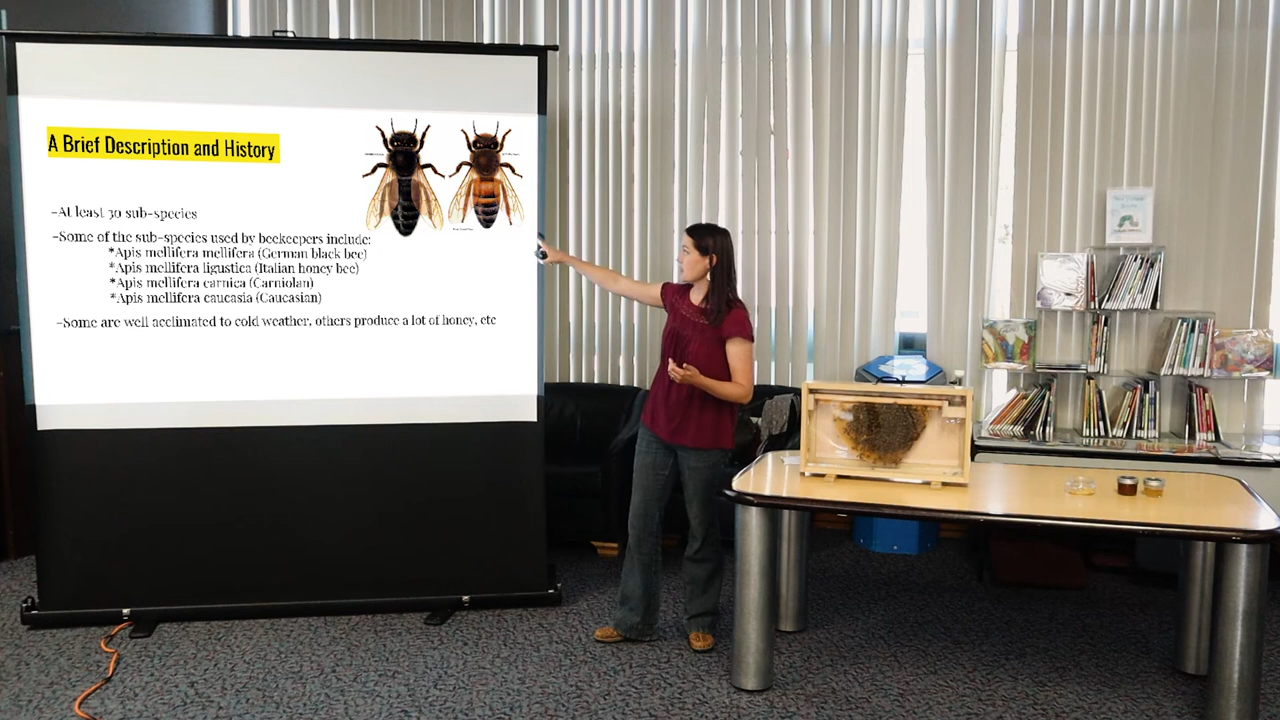 A Brief Description and History
-At least 30 sub-species
-Some of the sub-species used by beekeepers include:
*Apis mellifera mellifera (German black bee)
*Apis mellifera ligustica (Italian honey bee)
*Apis mellifera carnica (Carniolan)
*Apis mellifera caucasia (Caucasian)
-Some are well acclimated to cold weather, others produce a lot of honey, etc